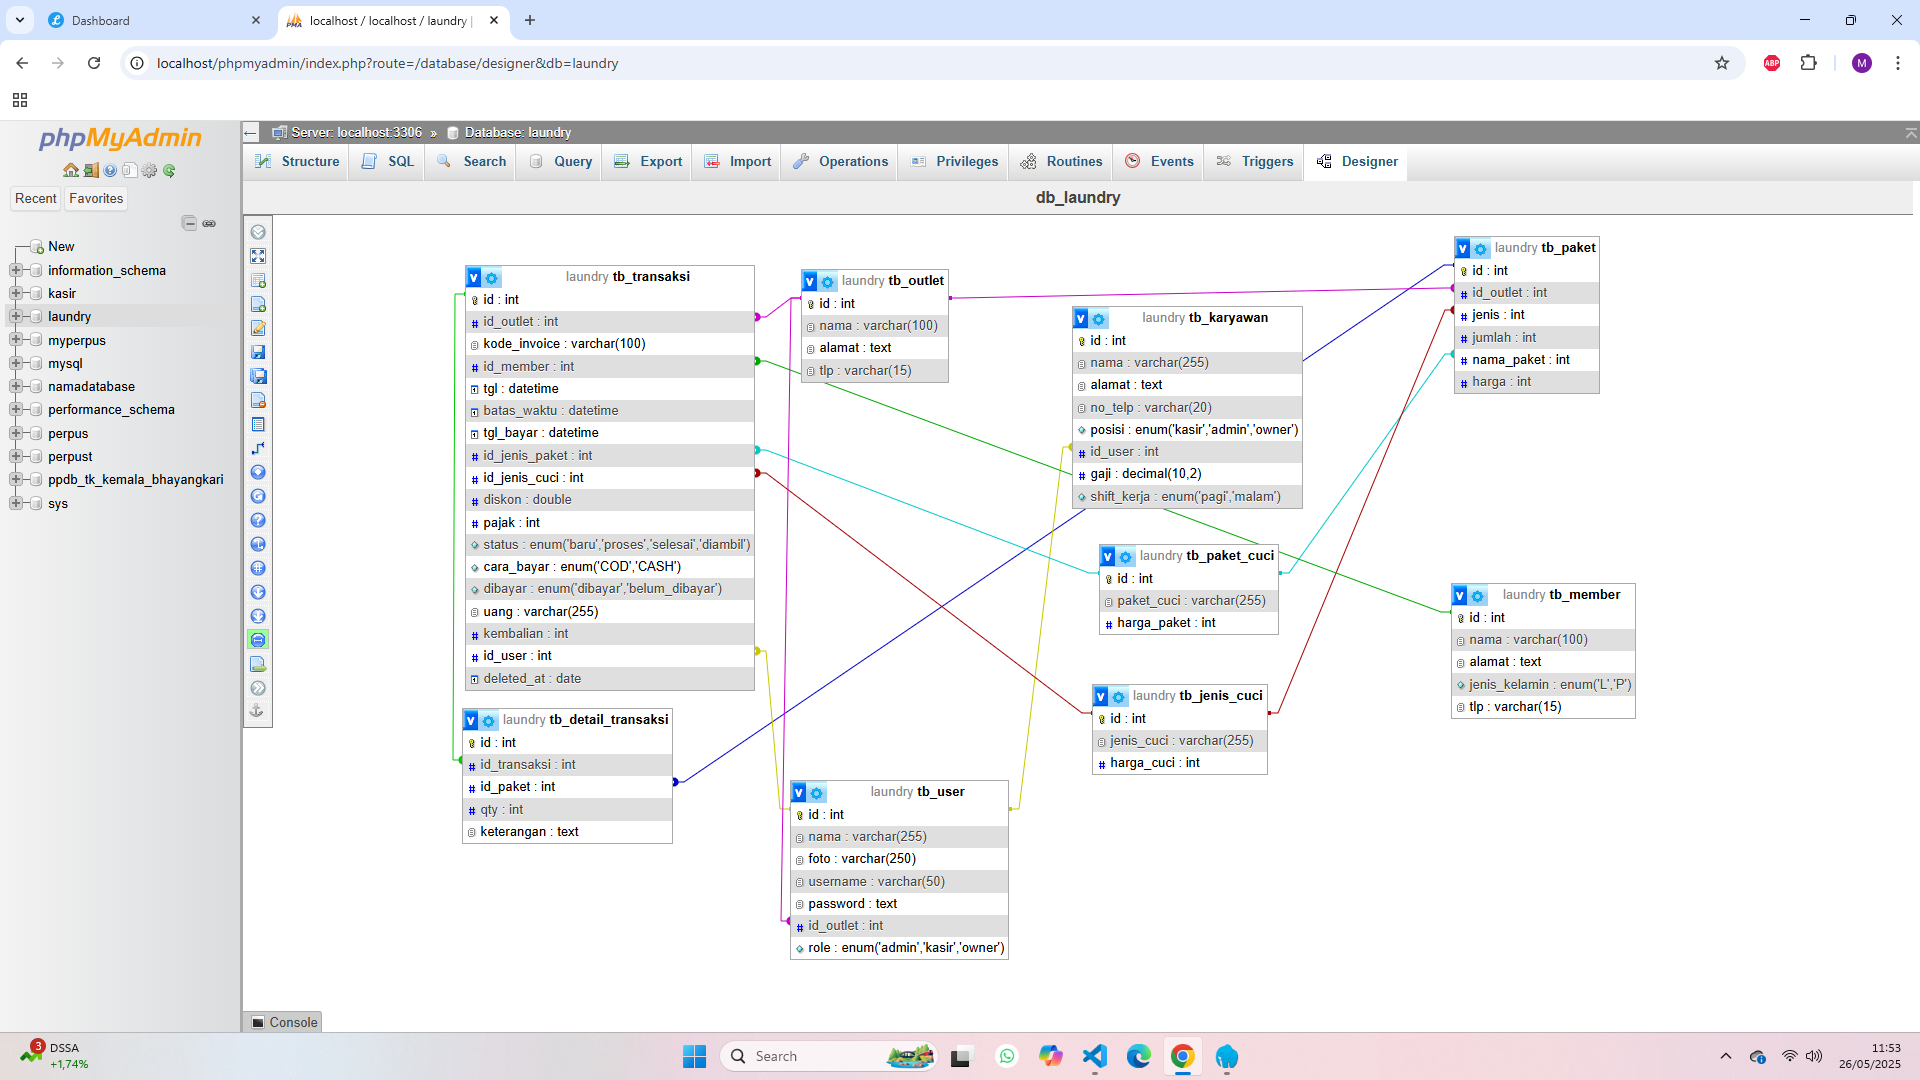 Dashboard
localhost / localhost / laundry |
localhost/phpmyadmin/index.php?route=/database/designer&db=laundry
ABP
M
phpMyAdmin
Recent
Favorites
New
information_schema
kasir
laundry
myperpus
mysql
namadatabase
performance_schema
perpus
perpust
ppdb_tk_kemala_bhayangkari
sys
Server: localhost:3306 » Database: laundry
Structure
SQL
Search
Query
Export
Import
Operations
Privileges
Routines
Events
Triggers
Designer
db_laundry
laundry tb_transaksi
id : int
id_outlet : int
kode_invoice : varchar(100)
id_member : int
tgl : datetime
batas_waktu : datetime
tgl_bayar : datetime
id_jenis_paket : int
id_jenis_cuci : int
diskon : double
pajak : int
status : enum('baru','proses','selesai','diambil')
cara_bayar : enum('COD','CASH')
dibayar : enum('dibayar','belum_dibayar')
uang : varchar(255)
kembalian : int
id_user : int
deleted_at : date
laundry tb_detail_transaksi
id : int
id_transaksi : int
id_paket : int
qty : int
keterangan : text
laundry tb_outlet
id : int
nama : varchar(100)
alamat : text
tlp : varchar(15)
laundry tb_user
id : int
nama : varchar(255)
foto : varchar(250)
username : varchar(50)
password : text
id_outlet : int
role : enum('admin','kasir','owner')
laundry tb_karyawan
id : int
nama : varchar(255)
alamat : text
no_telp : varchar(20)
posisi : enum('kasir','admin','owner')
id_user : int
gaji : decimal(10,2)
shift_kerja : enum('pagi','malam')
laundry tb_paket_cuci
id : int
paket_cuci : varchar(255)
harga_paket : int
laundry tb_jenis_cuci
id : int
jenis_cuci : varchar(255)
harga_cuci : int
laundry tb_paket
id : int
id_outlet : int
jenis : int
jumlah : int
nama_paket : int
harga : int
laundry tb_member
id : int
nama : varchar(100)
alamat : text
jenis_kelamin : enum('L','P')
tlp : varchar(15)
Console
3
DSSA
+1,74%
Search
11:53
26/05/2025